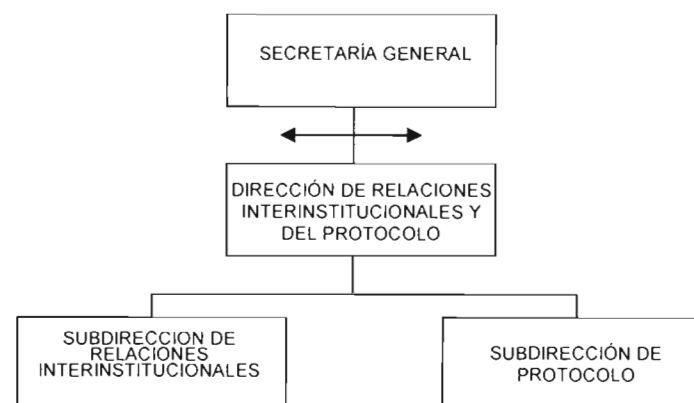 SECRETARÍA GENERAL
DIRECCIÓN DE RELACIONES
INTERINSTITUCIONALES Y
DEL PROTOCOLO
SUBDIRECCION DE
RELACIONES
INTERINSTITUCIONALES
SUBDIRECCIÓN DE
PROTOCOLO